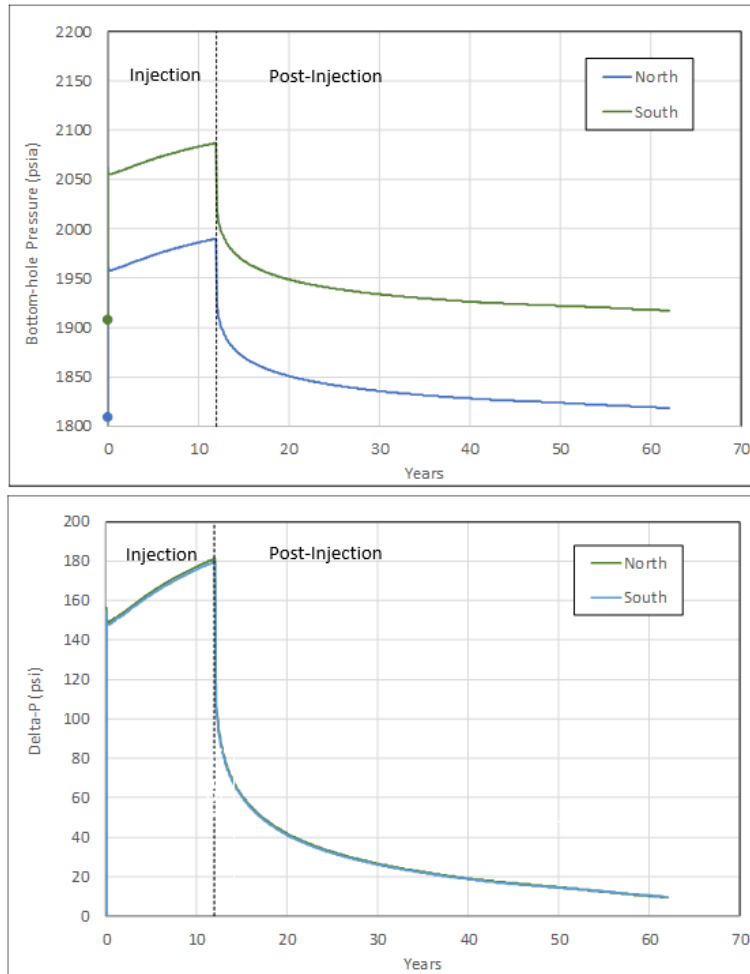 2200
2150
2100
2050
2000
1950
1900
1850
1800
Bottom-hole Pressure (psia)
Injection
Post-Injection
North
South
0 10 20 30 40 50 60 70
Years
200
180
160
140
120
100
80
60
40
20
0
Delta-P (psi)
Injection
Post-Injection
North
South
0 10 20 30 40 50 60 70
Years